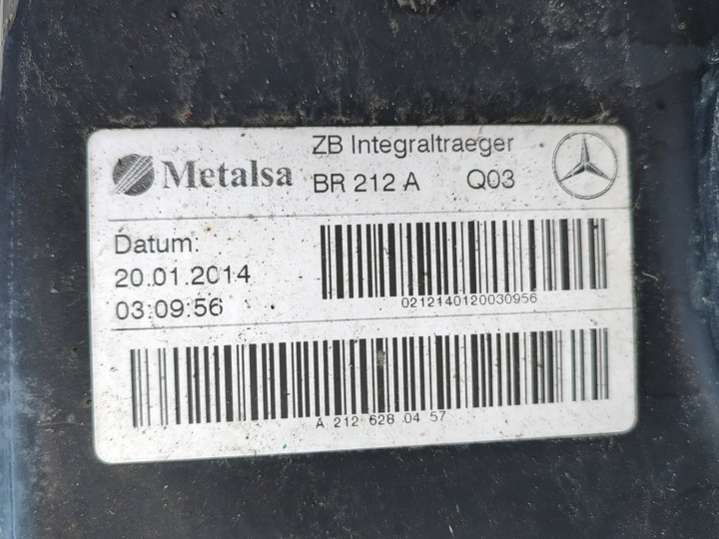 Metalsa
ZB Integraltraeger
BR 212 A Q03
Datum:
20.01.2014
03:09:56
0212140120030956
A 212 628 04 57